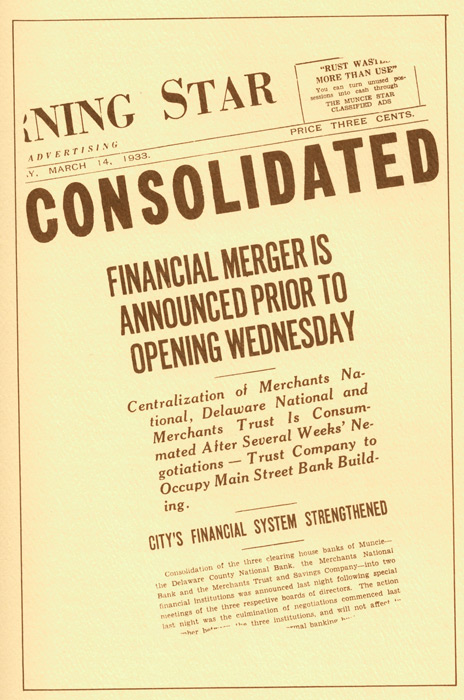 RNING STAR
"RUST WASTE
MORE THAN USE"
You can turn unused pos-
sessions into cash through
THE MUNCIE STAR
CLASSIFIED ADS
ADVERTISING
Y, MARCH 14, 1933.
PRICE THREE CENTS.
CONSOLIDATED
FINANCIAL MERGER IS
ANNOUNCED PRIOR TO
OPENING WEDNESDAY
Centralization of Merchants Na-
tional, Delaware National and
Merchants Trust Is Consum-
mated After Several Weeks' Ne-
gotiations — Trust Company to
Occupy Main Street Bank Build-
ing.
CITY'S FINANCIAL SYSTEM STRENGTHENED
Consolidation of the three clearing house banks of Muncie—
the Delaware County National Bank, the Merchants National
Bank and the Merchants Trust and Savings Company—into two
financial institutions was announced last night following special
meetings of the three respective boards of directors. The action
last night was the culmination of negotiations commenced last
the three institutions, and will not affect
banking